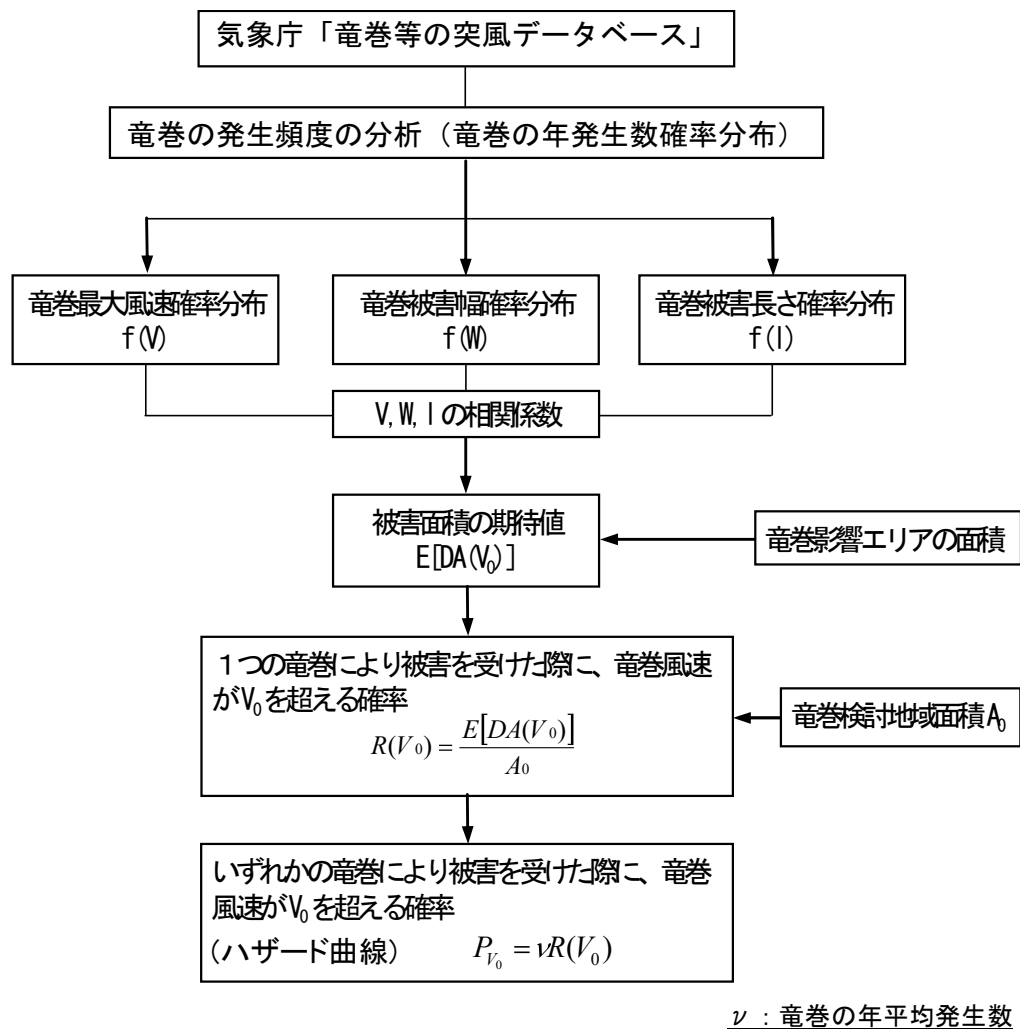 気象庁「竜巻等の突風データベース」
竜巻の発生頻度の分析（竜巻の年発生数確率分布）
竜巻最大風速確率分布
f(V)
竜巻被害幅確率分布
f(W)
竜巻被害長さ確率分布
f(l)
V, W, l の相関係数
被害面積の期待値
E[DA(V₀)]
竜巻影響エリアの面積
１つの竜巻により被害を受けた際に、竜巻風速
がV₀を超える確率
R(V₀) = E[DA(V₀)] / A₀
竜巻検討地域面積A₀
いずれかの竜巻により被害を受けた際に、竜巻
風速がV₀を超える確率
(ハザード曲線) P_{V₀} = νR(V₀)
ν ：竜巻の年平均発生数